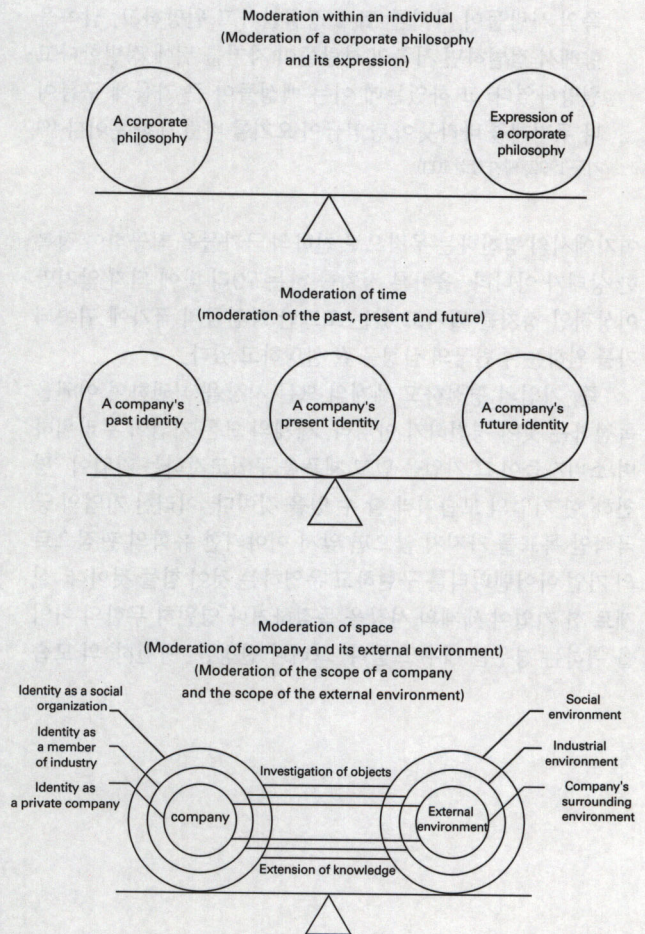 Modeation within an individual
(Moderation of a corporate philosophy
and its expression)
A corporate
philosophy
Expression of
corporate
philosophy
Moderation of time
(moderation of the past, present and future)
A company's
past identity
A company's
present identity
A company's
future identity
Moderation of space
(Moderation of company and its external environment)
(Moderation of the scope of a company
and the scope of the external environment)
Identity as a social
organization
Identity as
a member
of industry
Identity as
a private company
company
Investigation of objects
Extension of knowledge
External
environment
Social
environment
Industrial
environment
Company's
surrounding
environment